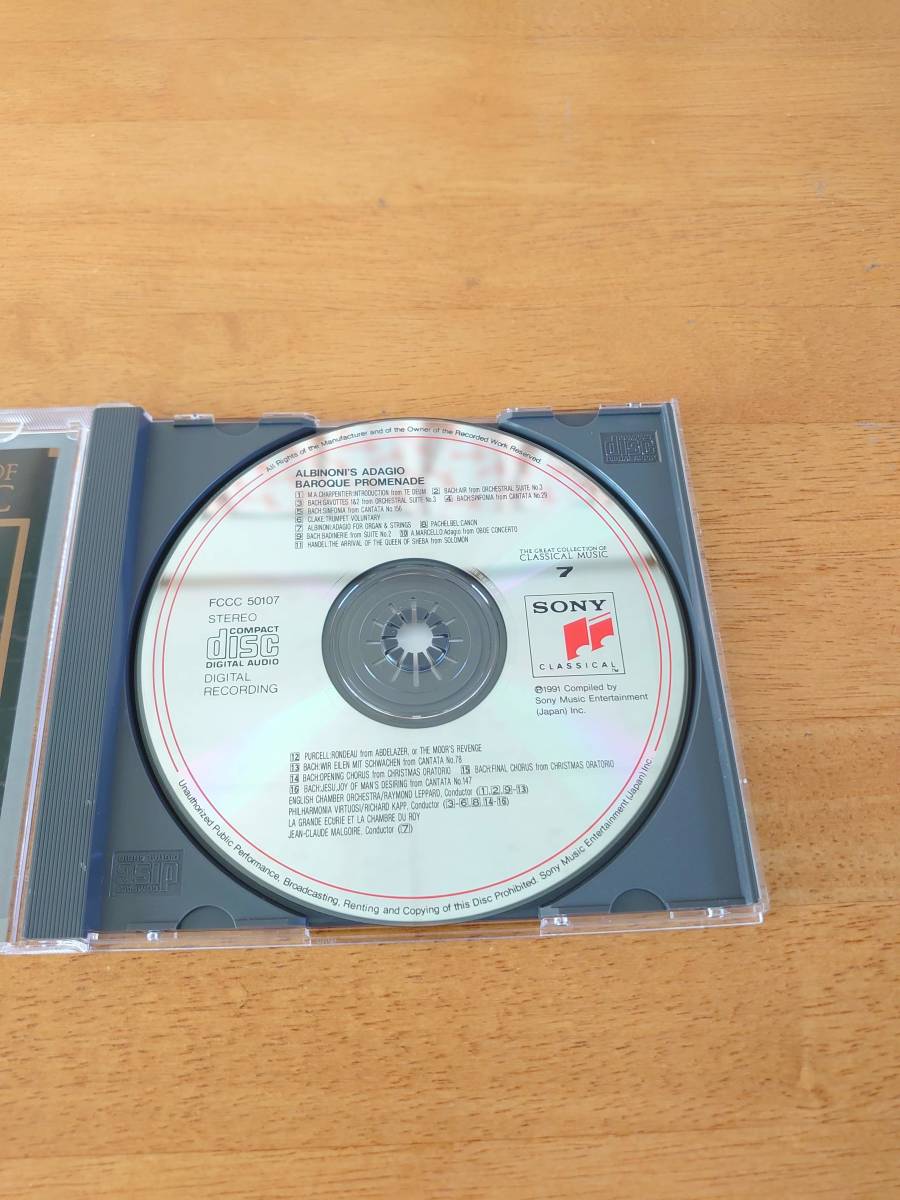 OF
C
All Rights of the Manufacturer and of the Owner of the Recorded Work Reserved.
ALBINONI'S ADAGIO
BAROQUE PROMENADE
1 M.A.CHARPENTIER:INTRODUCTION from TE DEUM 2 BACH:AIR from ORCHESTRAL SUITE No.3
3 BACH:GAVOTTES 1&2 from ORCHESTRAL SUITE No.3 4 BACH:SINFONIA from CANTATA No.29
5 BACH:SINFONIA from CANTATA No.156
6 CLAKE:TRUMPET VOLUNTARY
7 ALBINONI:ADAGIO FOR ORGAN & STRINGS 8 PACHELBEL:CANON
9 BACH:BADINERIE from SUITE No.2 10 A.MARCELLO:Adagio from OBOE CONCERTO
11 HANDEL:THE ARRIVAL OF THE QUEEN OF SHEBA from SOLOMON
THE GREAT COLLECTION OF
CLASSICAL MUSIC
7
FCCC 50107
STEREO
COMPACT
disc
DIGITAL AUDIO
DIGITAL
RECORDING
SONY
CLASSICAL
TM
℗1991 Compiled by
Sony Music Entertainment
(Japan) Inc.
12 PURCELL:RONDEAU from ABDELAZER, or THE MOOR'S REVENGE
13 BACH:WIR EILEN MIT SCHWACHEN from CANTATA No.78
14 BACH:OPENING CHORUS from CHRISTMAS ORATORIO 15 BACH:FINAL CHORUS from CHRISTMAS ORATORIO
16 BACH:JESU,JOY OF MAN'S DESIRING from CANTATA No.147
ENGLISH CHAMBER ORCHESTRA/RAYMOND LEPPARD, Conductor (1,2,9-13)
PHILHARMONIA VIRTUOSI/RICHARD KAPP, Conductor (3-6,8,14-16)
LA GRANDE ECURIE ET LA CHAMBRE DU ROY
JEAN-CLAUDE MALGOIRE, Conductor (7)
Unauthorized Public Performance, Broadcasting, Renting and Copying of this Disc Prohibited. Sony Music Entertainment (Japan) Inc.